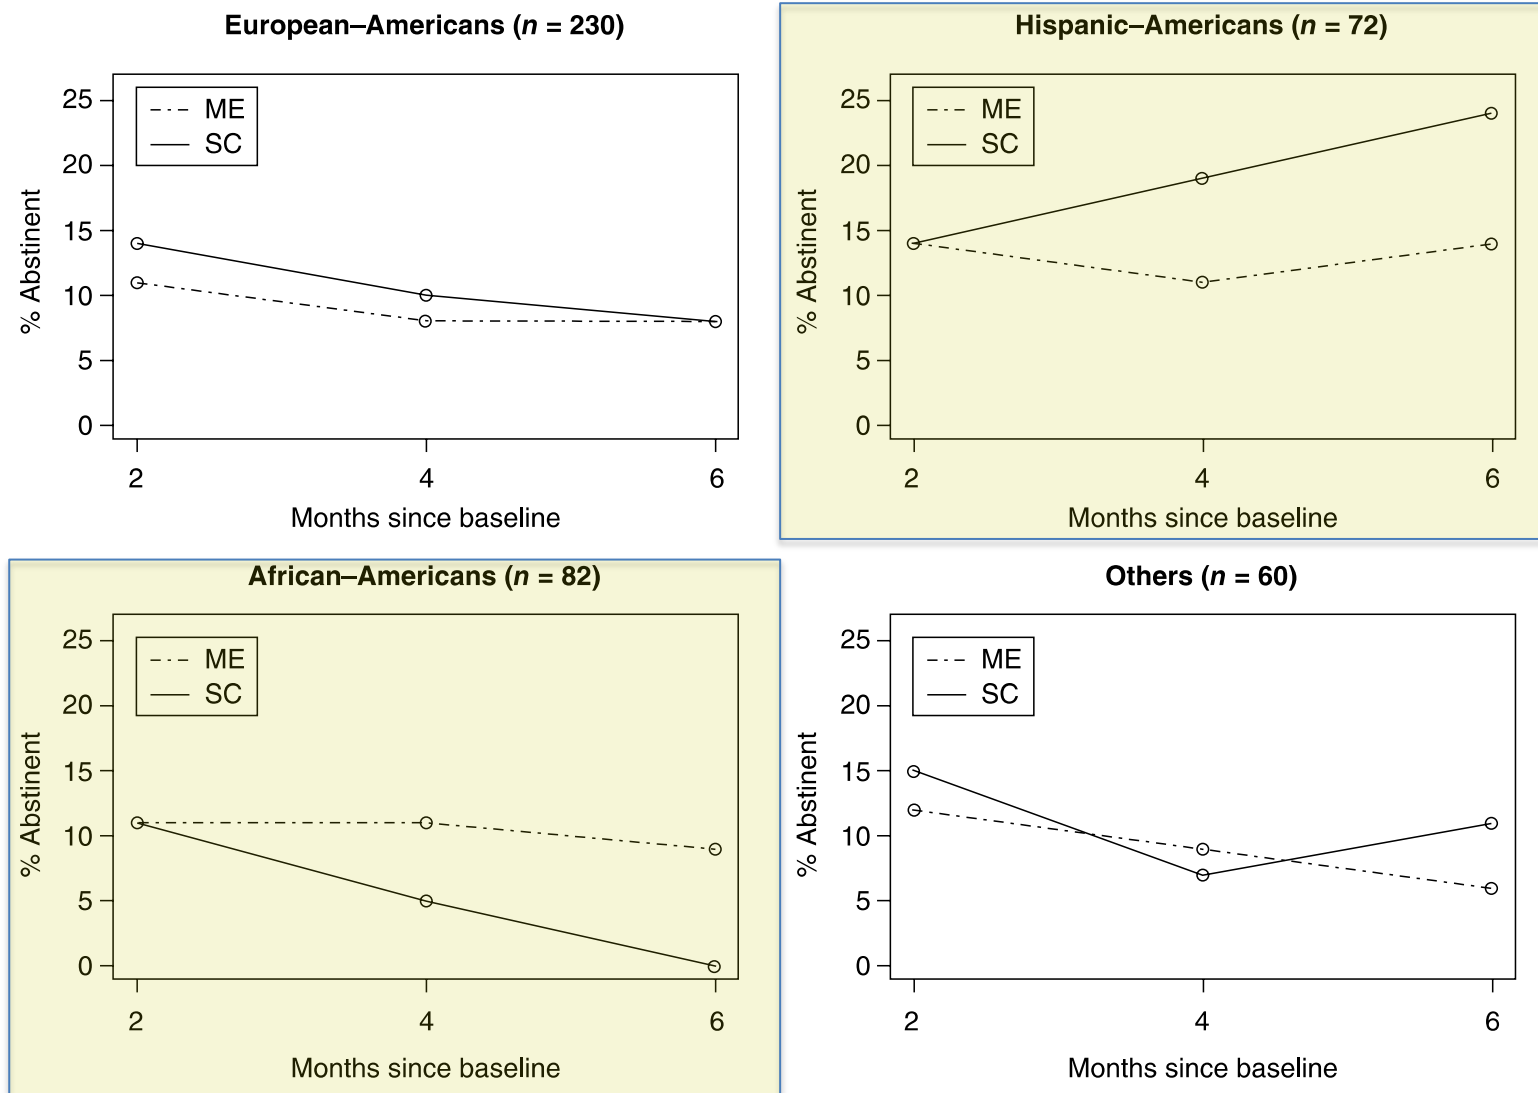 European–Americans (n = 230)
ME
SC
25
20
15
10
5
0
% Abstinent
2 4 6
Months since baseline
Hispanic–Americans (n = 72)
ME
SC
25
20
15
10
5
0
% Abstinent
2 4 6
Months since baseline
African–Americans (n = 82)
ME
SC
25
20
15
10
5
0
% Abstinent
2 4 6
Months since baseline
Others (n = 60)
ME
SC
25
20
15
10
5
0
% Abstinent
2 4 6
Months since baseline